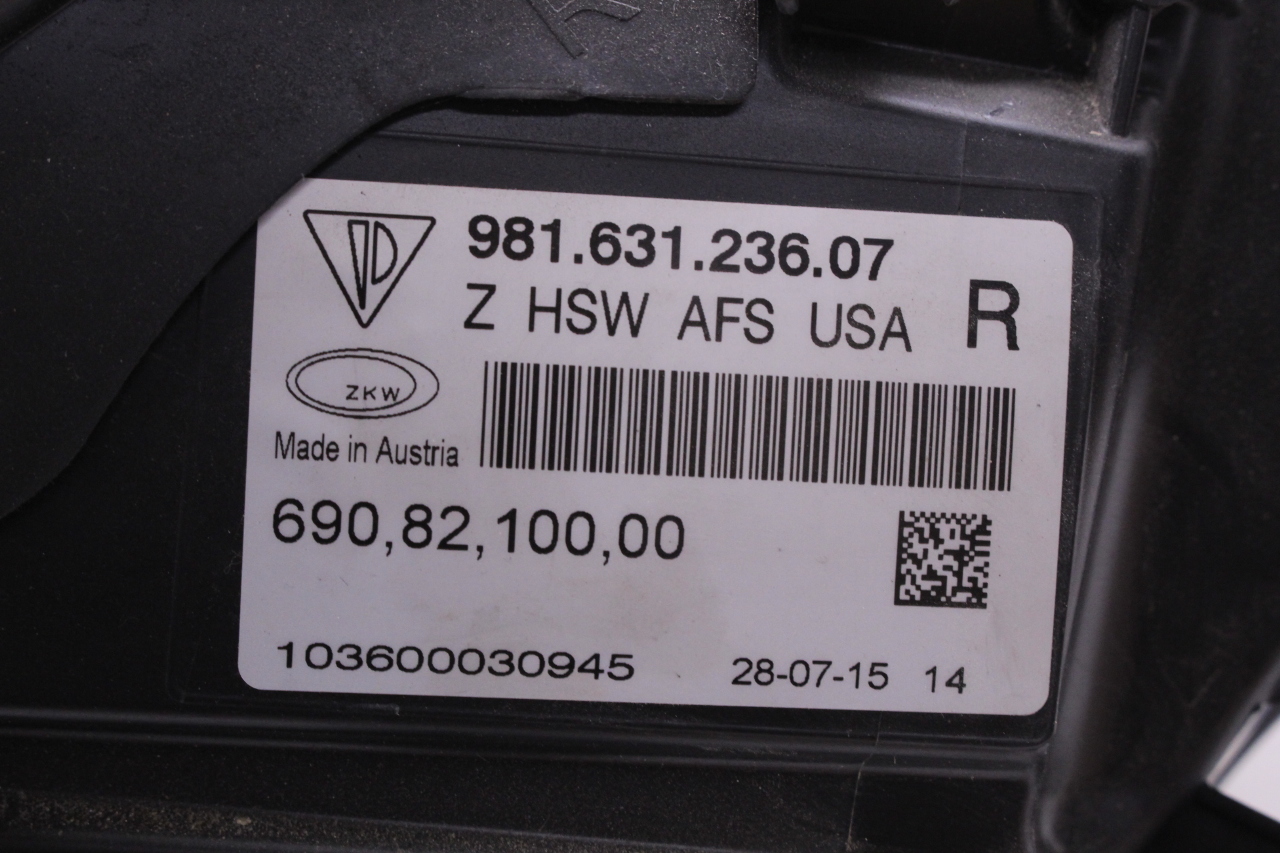 981.631.236.07
Z HSW AFS USA R
ZKW
Made in Austria
690,82,100,00
103600030945 28-07-15 14